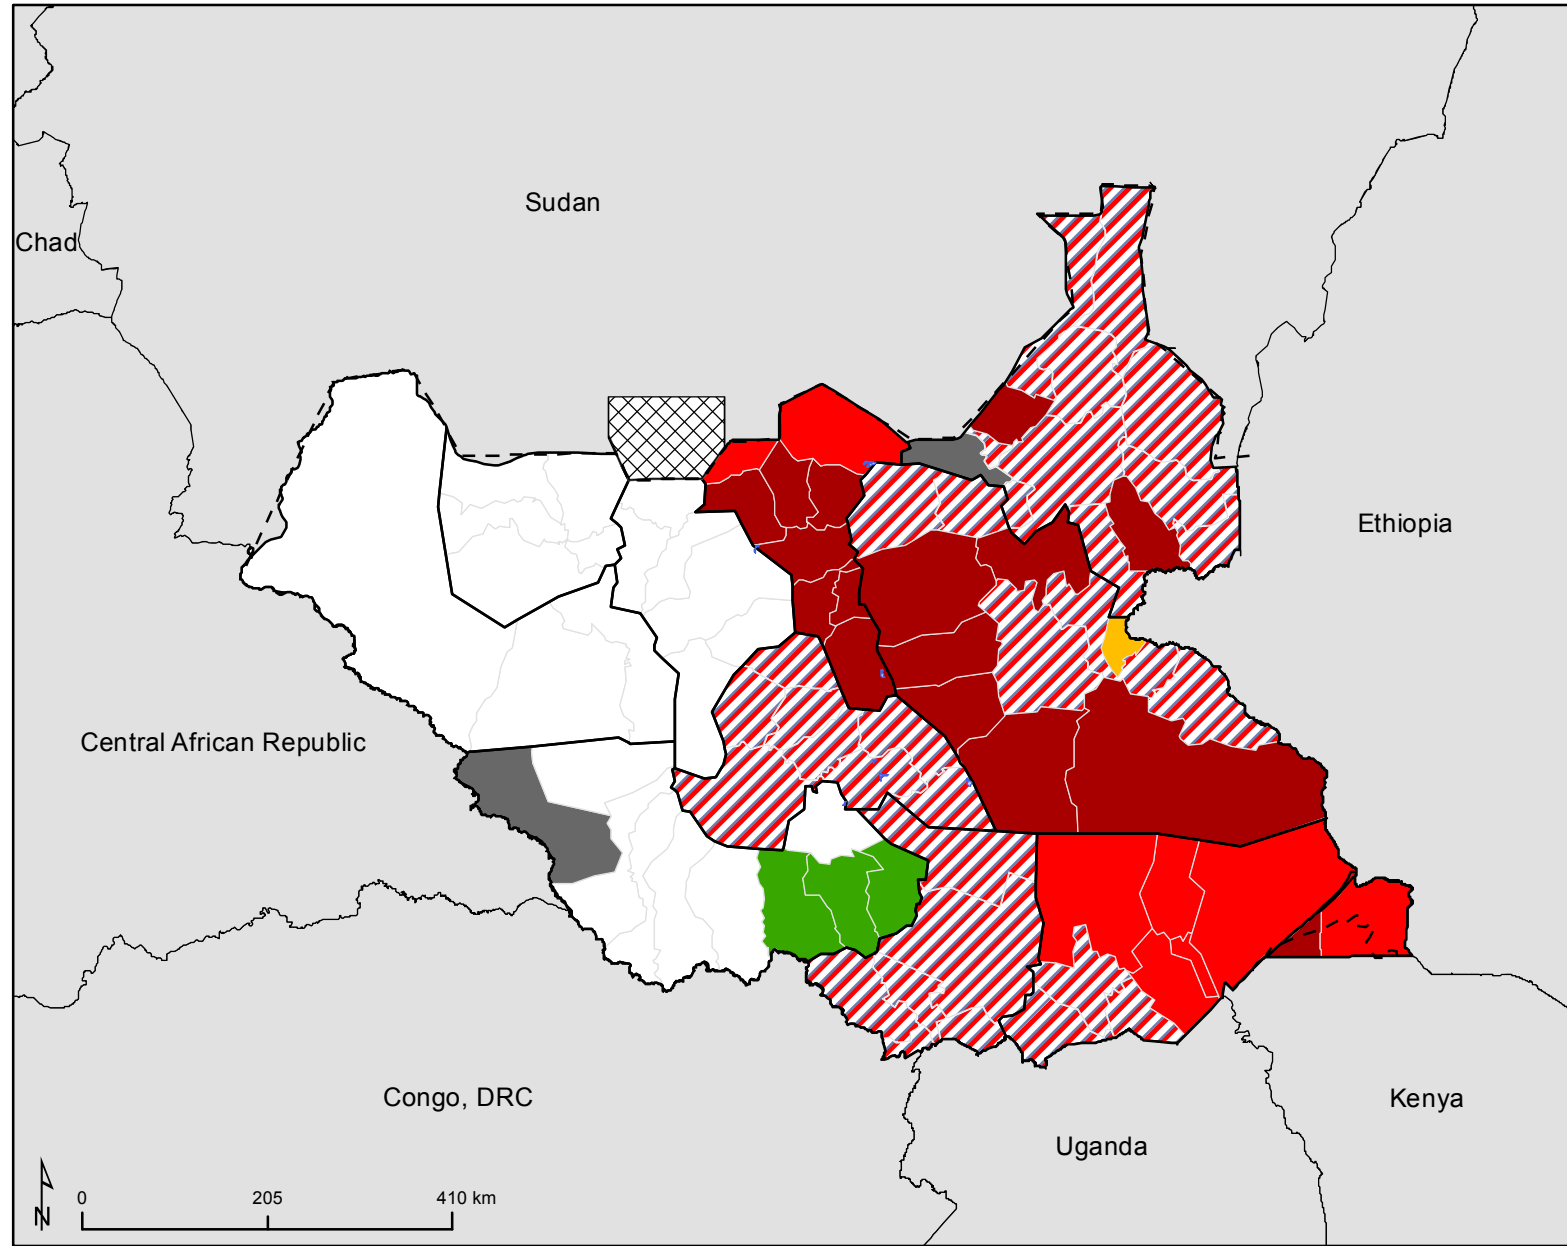 Sudan
Chad
Ethiopia
Central African Republic
Congo, DRC
Kenya
Uganda
N
0 205 410 km